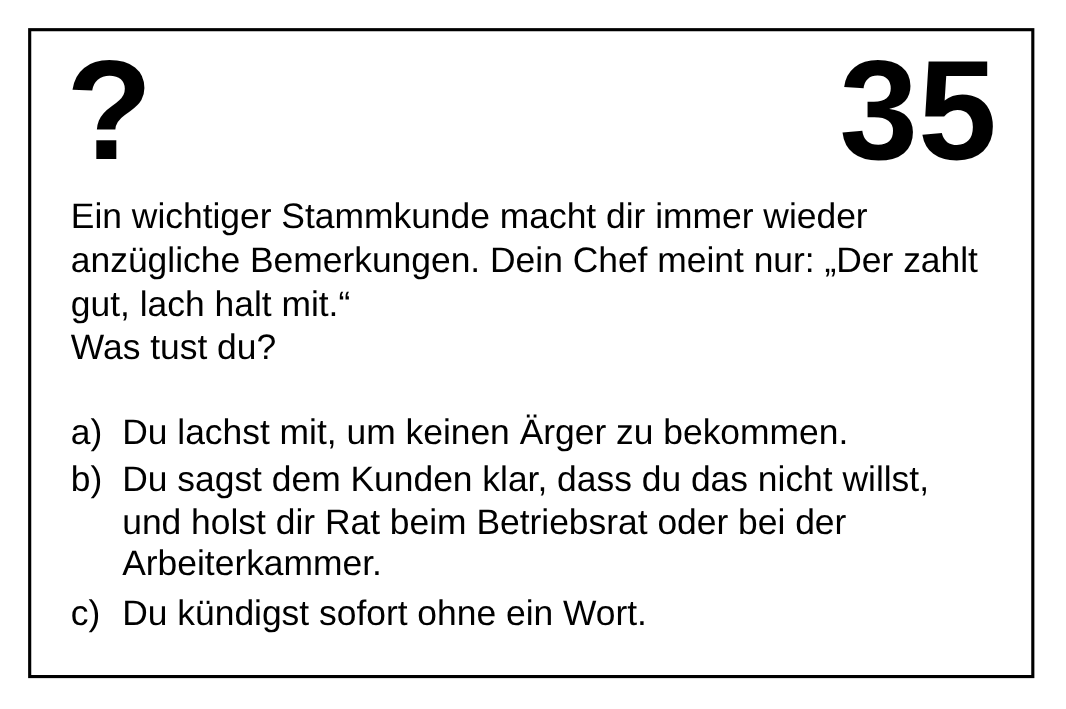 ? 35
Ein wichtiger Stammkunde macht dir immer wieder
anzügliche Bemerkungen. Dein Chef meint nur: „Der zahlt
gut, lach halt mit.“
Was tust du?
a) Du lachst mit, um keinen Ärger zu bekommen.
b) Du sagst dem Kunden klar, dass du das nicht willst,
und holst dir Rat beim Betriebsrat oder bei der
Arbeiterkammer.
c) Du kündigst sofort ohne ein Wort.